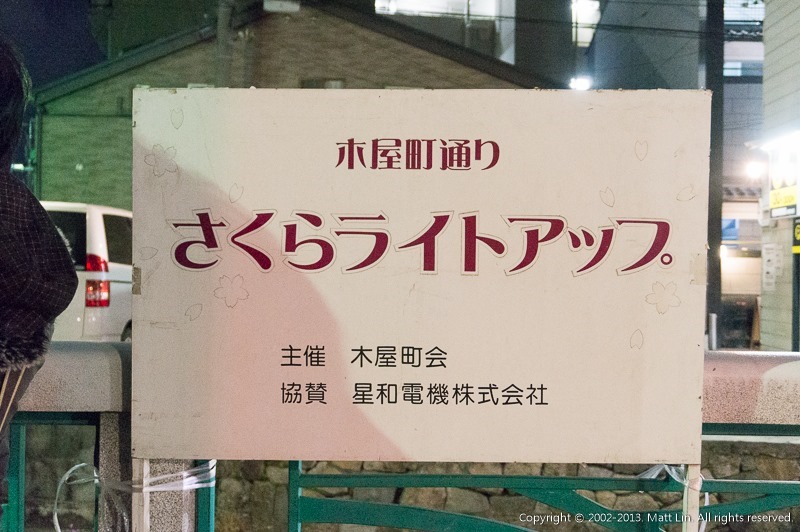 木屋町通り
さくらライトアップ
主催　木屋町会
協賛　星和電機株式会社
Copyright © 2002-2013. Matt Lin. All rights reserved